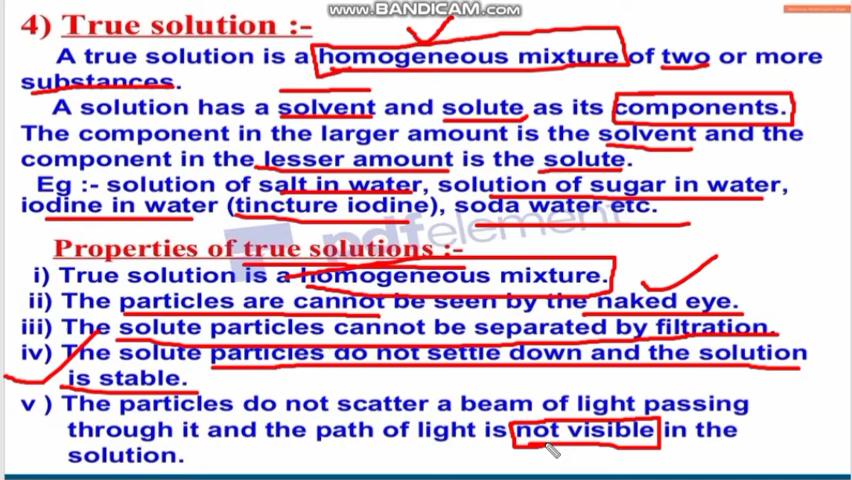 www.BANDICAM.com
4) True solution :-
A true solution is a homogeneous mixture of two or more
substances.
A solution has a solvent and solute as its components.
The component in the larger amount is the solvent and the
component in the lesser amount is the solute.
Eg :- solution of salt in water, solution of sugar in water,
iodine in water (tincture iodine), soda water etc.
pdfelement
Properties of true solutions :-
i) True solution is a homogeneous mixture.
ii) The particles are cannot be seen by the naked eye.
iii) The solute particles cannot be separated by filtration.
iv) The solute particles do not settle down and the solution
is stable.
v ) The particles do not scatter a beam of light passing
through it and the path of light is not visible in the
solution.